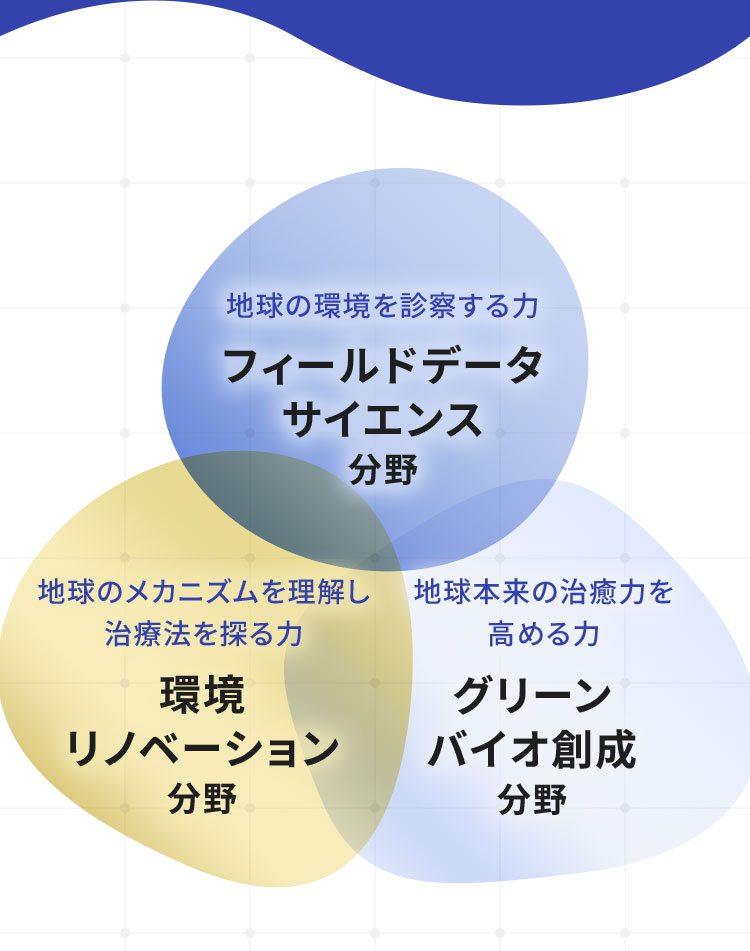 地球の環境を診察する力
フィールドデータ
サイエンス
分野
地球のメカニズムを理解し
治療法を探る力
環境
リノベーション
分野
地球本来の治癒力を
高める力
グリーン
バイオ創成
分野